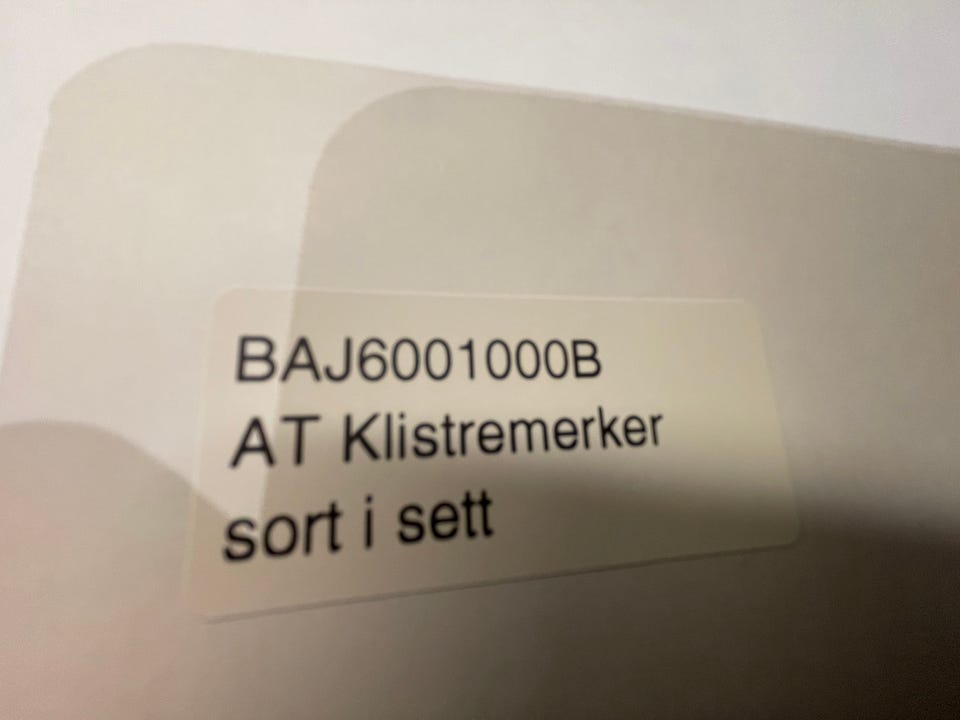 BAJ6001000B
AT Klistremerker
sort i sett